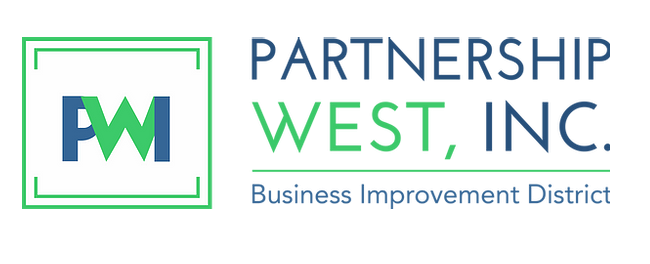 PWI
PARTNERSHIP
WEST, INC.
Business Improvement District